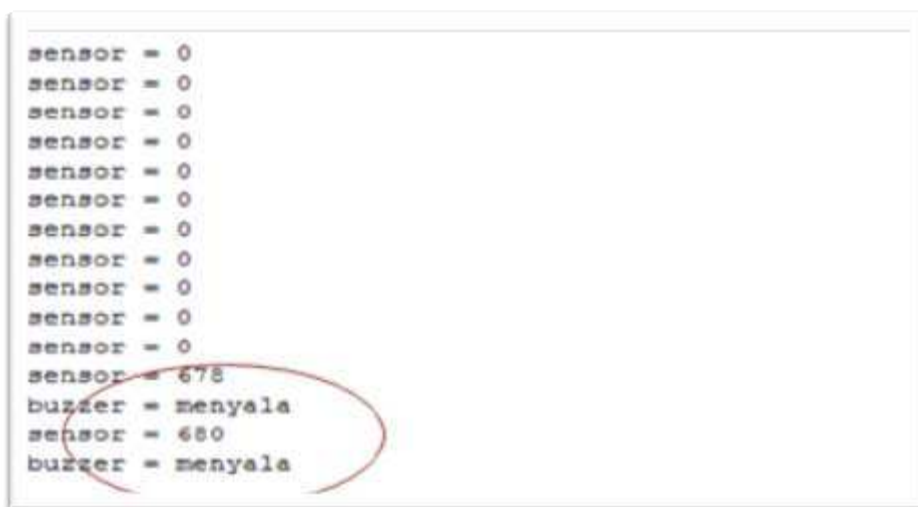 sensor = 0
sensor = 0
sensor = 0
sensor = 0
sensor = 0
sensor = 0
sensor = 0
sensor = 0
sensor = 0
sensor = 0
sensor = 0
sensor = 678
buzzer = menyala
sensor = 680
buzzer = menyala